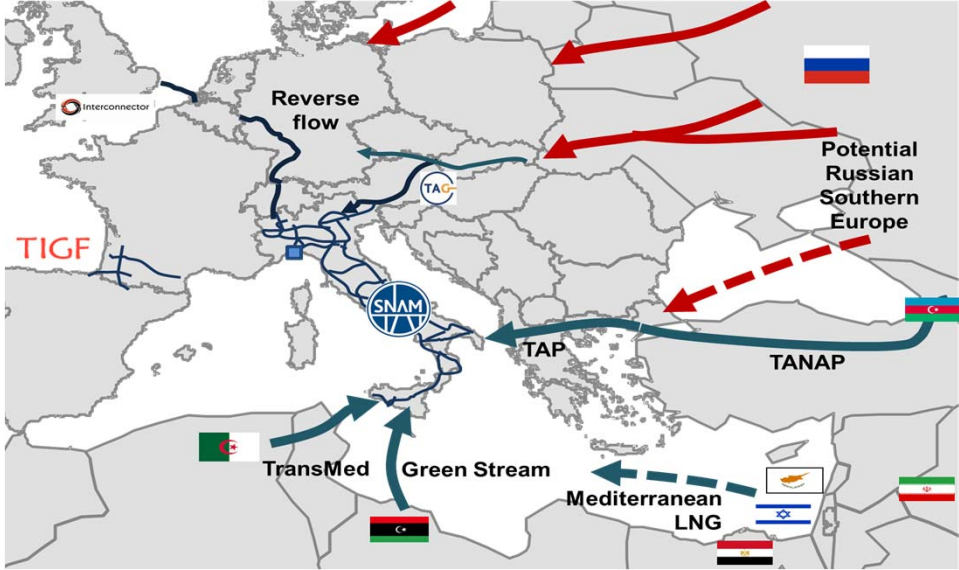 Reverse
flow
Interconnector
TAG
Potential
Russian
Southern
Europe
TIGF
SNAM
TAP
TANAP
TransMed
Green Stream
Mediterranean
LNG